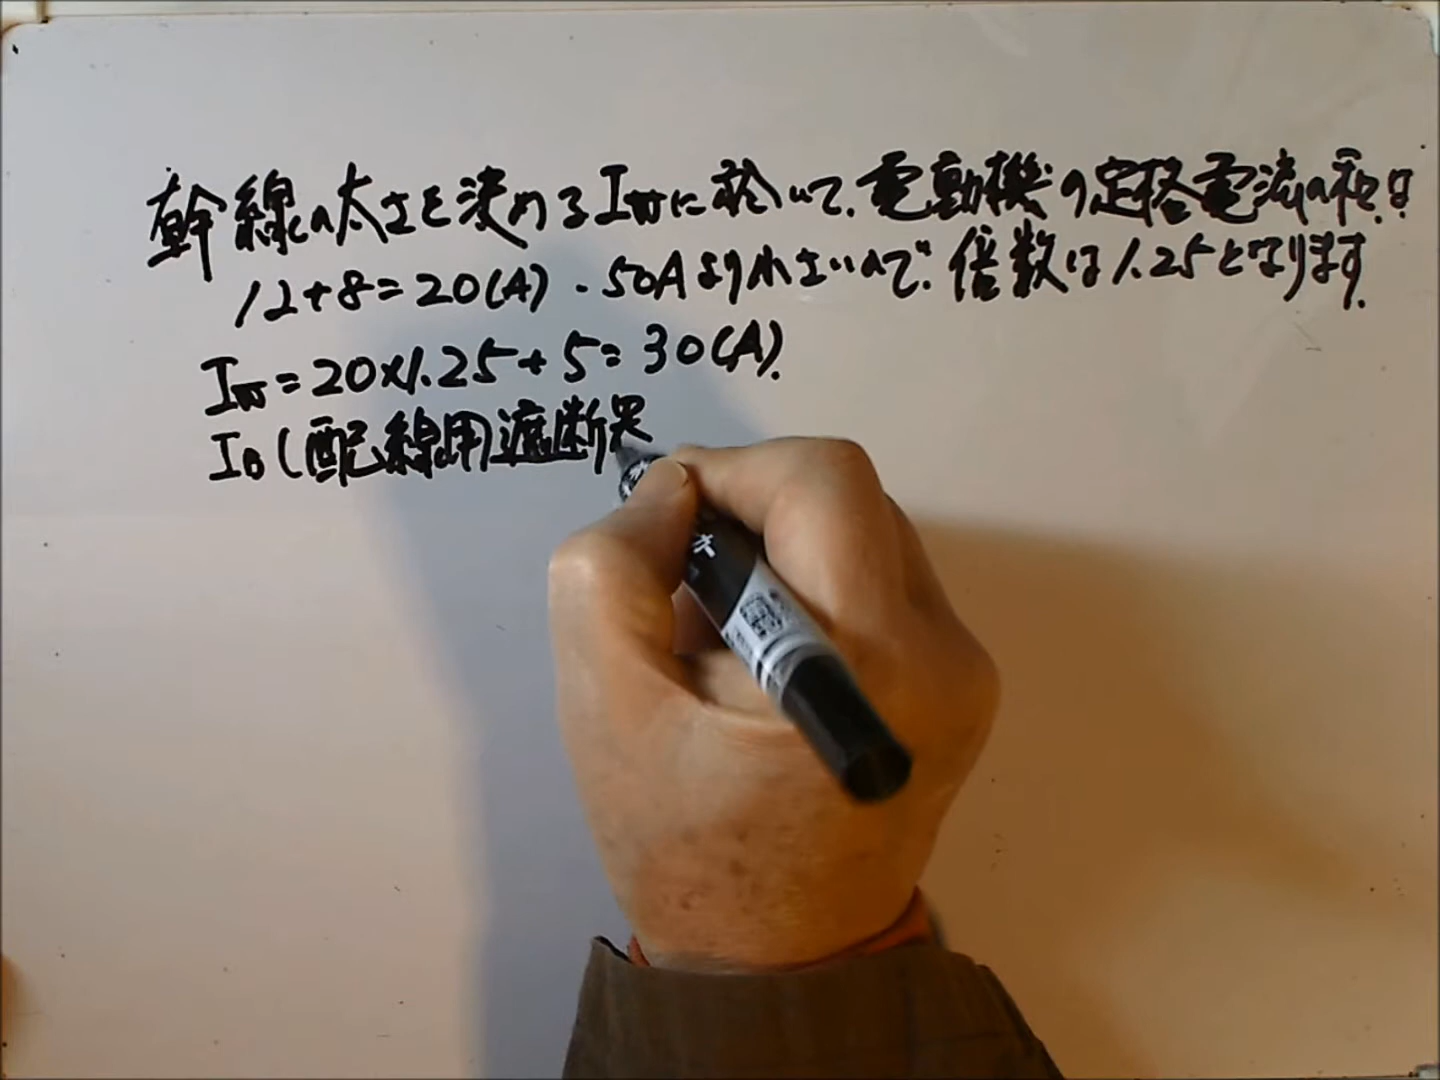 幹線の太さを決めるIWに於いて、電動機の定格電流の和は
12+8=20(A)．50Aより小さいので、倍数は1.25となります．
IW=20×1.25+5=30(A)．
IB(配線用遮断器